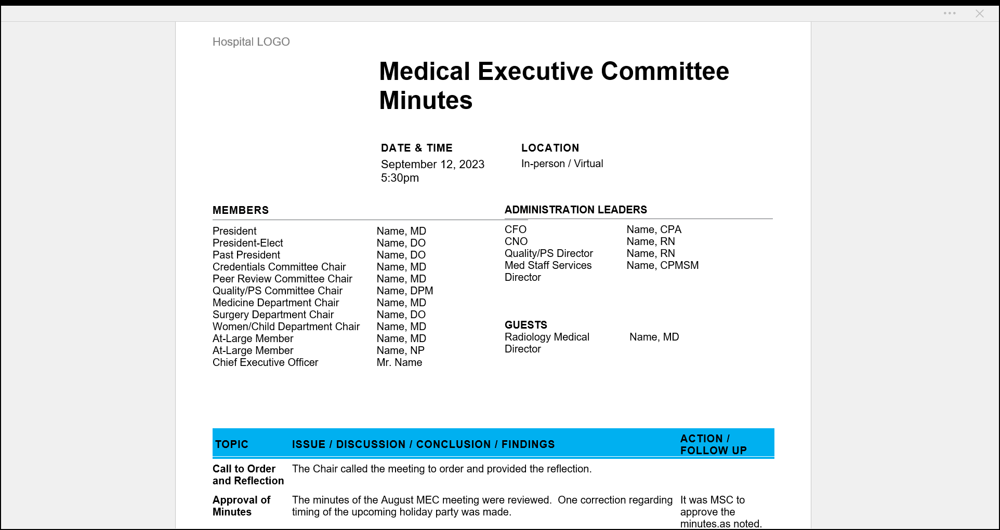 Hospital LOGO
Medical Executive Committee
Minutes
DATE & TIME
September 12, 2023
5:30pm
LOCATION
In-person / Virtual
MEMBERS
President Name, MD
President-Elect Name, DO
Past President Name, DO
Credentials Committee Chair Name, MD
Peer Review Committee Chair Name, MD
Quality/PS Committee Chair Name, DPM
Medicine Department Chair Name, MD
Surgery Department Chair Name, DO
Women/Child Department Chair Name, MD
At-Large Member Name, MD
At-Large Member Name, NP
Chief Executive Officer Mr. Name
ADMINISTRATION LEADERS
CFO Name, CPA
CNO Name, RN
Quality/PS Director Name, RN
Med Staff Services Name, CPMSM
Director
GUESTS
Radiology Medical Name, MD
Director
TOPIC
ISSUE / DISCUSSION / CONCLUSION / FINDINGS
ACTION /
FOLLOW UP
Call to Order
and Reflection
The Chair called the meeting to order and provided the reflection.
Approval of
Minutes
The minutes of the August MEC meeting were reviewed.  One correction regarding
timing of the upcoming holiday party was made.
It was MSC to
approve the
minutes.as noted.